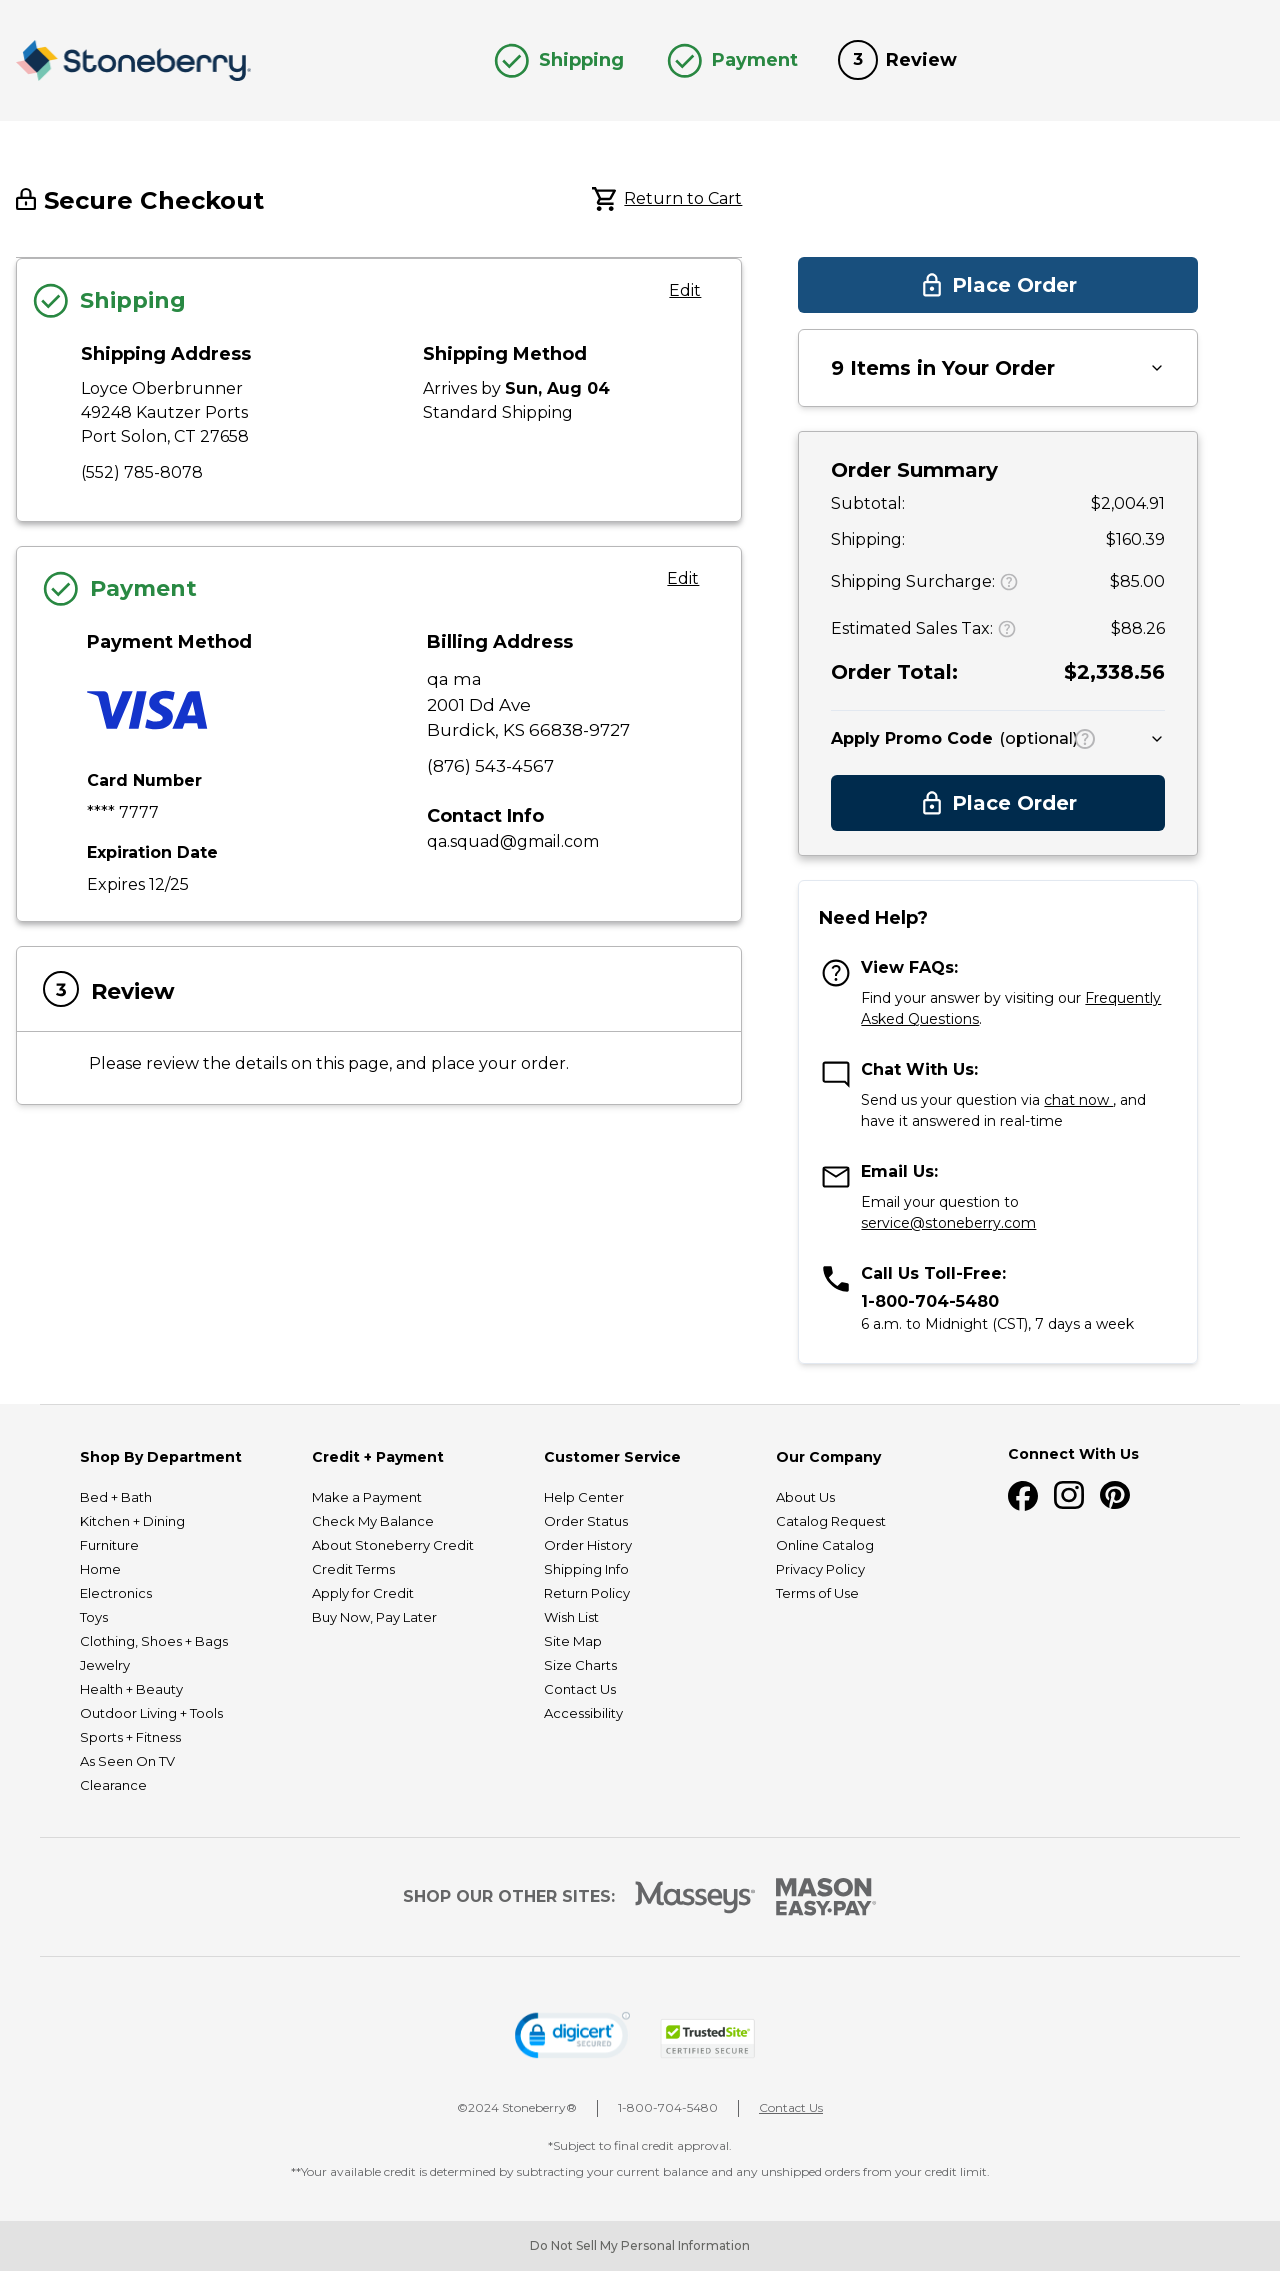 Stoneberry.
Shipping
Payment
3 Review
Secure Checkout
Return to Cart
Shipping
Edit
Shipping Address
Loyce Oberbrunner
49248 Kautzer Ports
Port Solon, CT 27658
(552) 785-8078
Shipping Method
Arrives by Sun, Aug 04
Standard Shipping
Payment
Edit
Payment Method
VISA
Card Number
**** 7777
Expiration Date
Expires 12/25
Billing Address
qa ma
2001 Dd Ave
Burdick, KS 66838-9727
(876) 543-4567
Contact Info
qa.squad@gmail.com
3 Review
Please review the details on this page, and place your order.
Place Order
9 Items in Your Order
Order Summary
Subtotal: $2,004.91
Shipping: $160.39
Shipping Surcharge: ? $85.00
Estimated Sales Tax: ? $88.26
Order Total: $2,338.56
Apply Promo Code (optional) ?
Place Order
Need Help?
? View FAQs:
Find your answer by visiting our Frequently
Asked Questions.
Chat With Us:
Send us your question via chat now , and
have it answered in real-time
Email Us:
Email your question to
service@stoneberry.com
Call Us Toll-Free:
1-800-704-5480
6 a.m. to Midnight (CST), 7 days a week
Shop By Department
Bed + Bath
Kitchen + Dining
Furniture
Home
Electronics
Toys
Clothing, Shoes + Bags
Jewelry
Health + Beauty
Outdoor Living + Tools
Sports + Fitness
As Seen On TV
Clearance
Credit + Payment
Make a Payment
Check My Balance
About Stoneberry Credit
Credit Terms
Apply for Credit
Buy Now, Pay Later
Customer Service
Help Center
Order Status
Order History
Shipping Info
Return Policy
Wish List
Site Map
Size Charts
Contact Us
Accessibility
Our Company
About Us
Catalog Request
Online Catalog
Privacy Policy
Terms of Use
Connect With Us
SHOP OUR OTHER SITES:
Masseys
MASON
EASY•PAY
digicert
SECURED
TrustedSite
CERTIFIED SECURE
©2024 Stoneberry®
1-800-704-5480
Contact Us
*Subject to final credit approval.
**Your available credit is determined by subtracting your current balance and any unshipped orders from your credit limit.
Do Not Sell My Personal Information